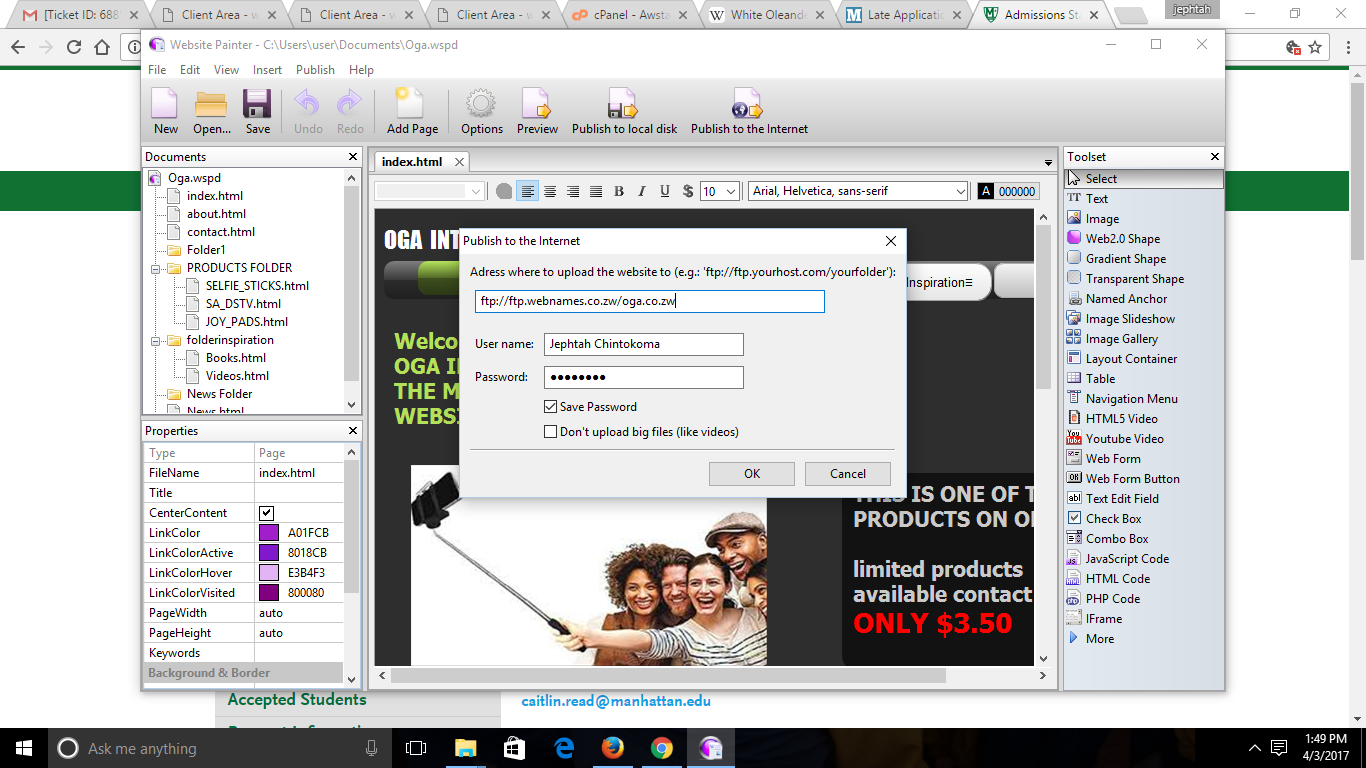 [Ticket ID: 688
Client Area - w
Client Area - w
Client Area - w
cPanel - Awsta
White Oleand
Late Application
Admissions St
jephtah
Website Painter - C:\Users\user\Documents\Oga.wspd
File Edit View Insert Publish Help
New Open... Save Undo Redo Add Page Options Preview Publish to local disk Publish to the Internet
Documents
Oga.wspd
index.html
about.html
contact.html
Folder1
PRODUCTS FOLDER
SELFIE_STICKS.html
SA_DSTV.html
JOY_PADS.html
folderinspiration
Books.html
Videos.html
News Folder
News.html
Properties
Type Page
FileName index.html
Title
CenterContent
LinkColor A01FCB
LinkColorActive 8018CB
LinkColorHover E3B4F3
LinkColorVisited 800080
PageWidth auto
PageHeight auto
Keywords
Background & Border
index.html
B I U $ 10 Arial, Helvetica, sans-serif A 000000
OGA INT
Inspiration≡
Welco
OGA I
THE M
WEBSI
Publish to the Internet
Adress where to upload the website to (e.g.: 'ftp://ftp.yourhost.com/yourfolder'):
ftp://ftp.webnames.co.zw/oga.co.zw
User name: Jephtah Chintokoma
Password: ●●●●●●●●
Save Password
Don't upload big files (like videos)
OK Cancel
THIS IS ONE OF T
PRODUCTS ON O
limited products
available contact
ONLY $3.50
Toolset
Select
Text
Image
Web2.0 Shape
Gradient Shape
Transparent Shape
Named Anchor
Image Slideshow
Image Gallery
Layout Container
Table
Navigation Menu
HTML5 Video
Youtube Video
Web Form
Web Form Button
Text Edit Field
Check Box
Combo Box
JavaScript Code
HTML Code
PHP Code
IFrame
More
Accepted Students
caitlin.read@manhattan.edu
Ask me anything
1:49 PM
4/3/2017